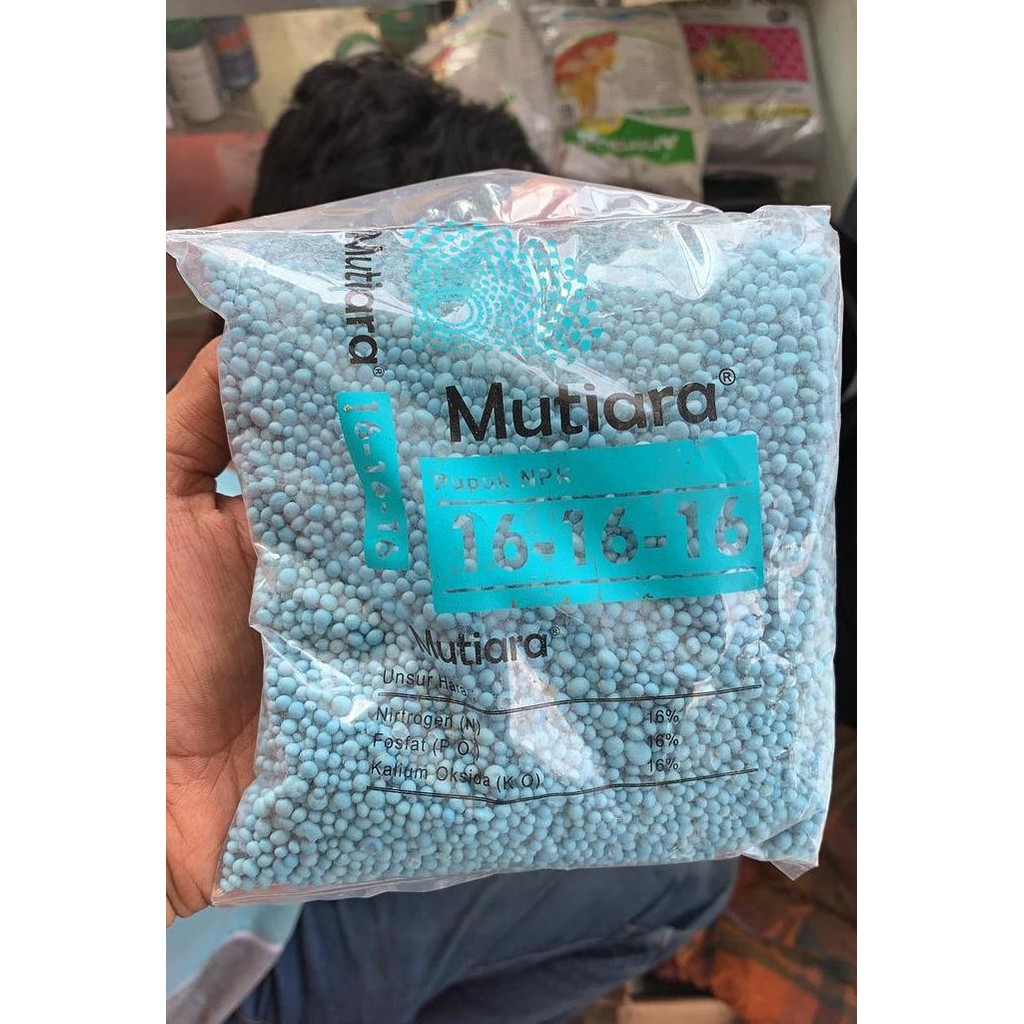 Mutiara®
16-16-16
Mutiara®
Pupuk NPK
16-16-16
Mutiara®
Unsur Hara
Nirtrogen (N) 16%
Fosfat (P O ) 16%
Kalium Oksida (K O) 16%